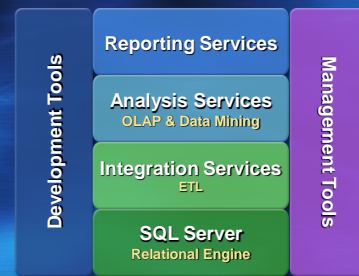 Development Tools
Reporting Services
Analysis Services
OLAP & Data Mining
Integration Services
ETL
SQL Server
Relational Engine
Management Tools